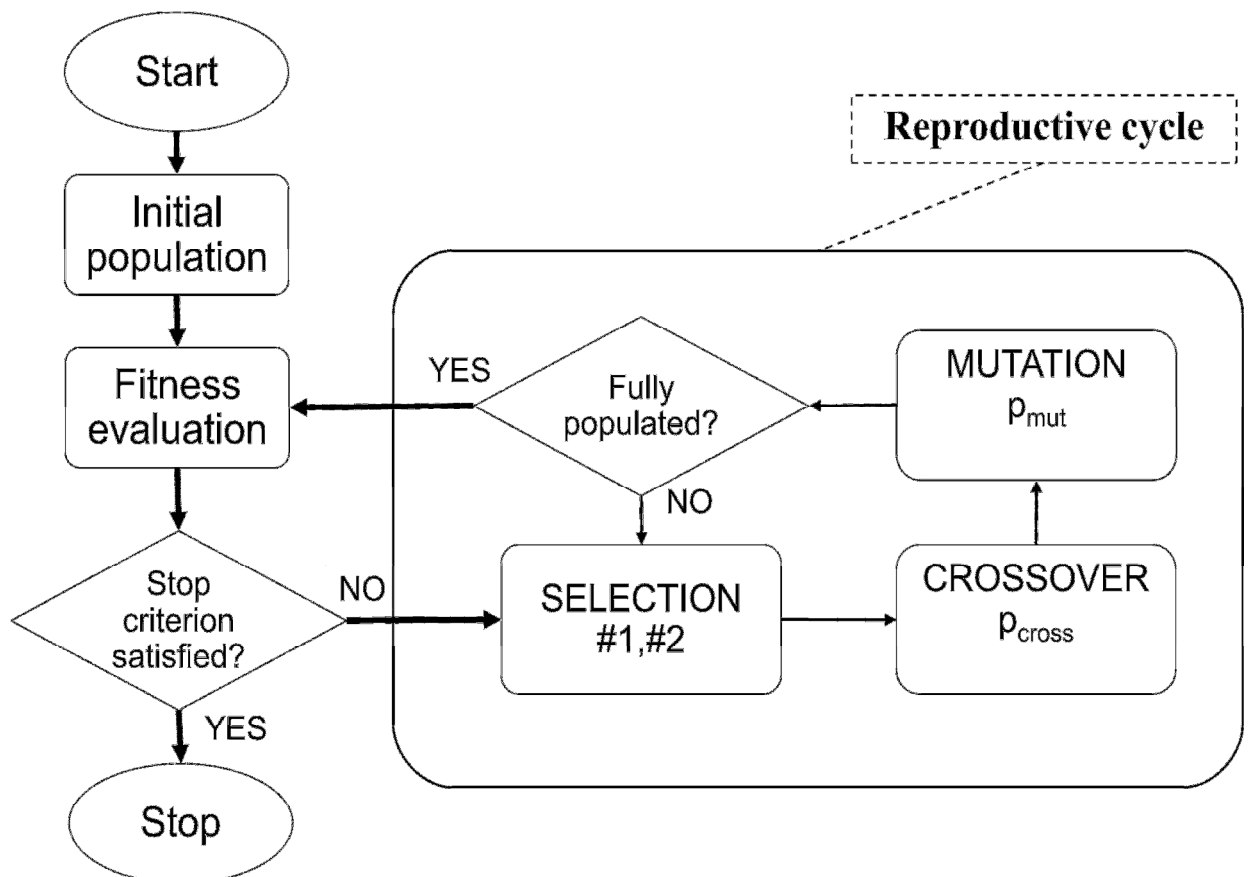 Start
Reproductive cycle
Initial
population
Fitness
evaluation
YES
Fully
populated?
MUTATION
pmut
NO
Stop
criterion
satisfied?
NO
SELECTION
#1,#2
CROSSOVER
pcross
YES
Stop